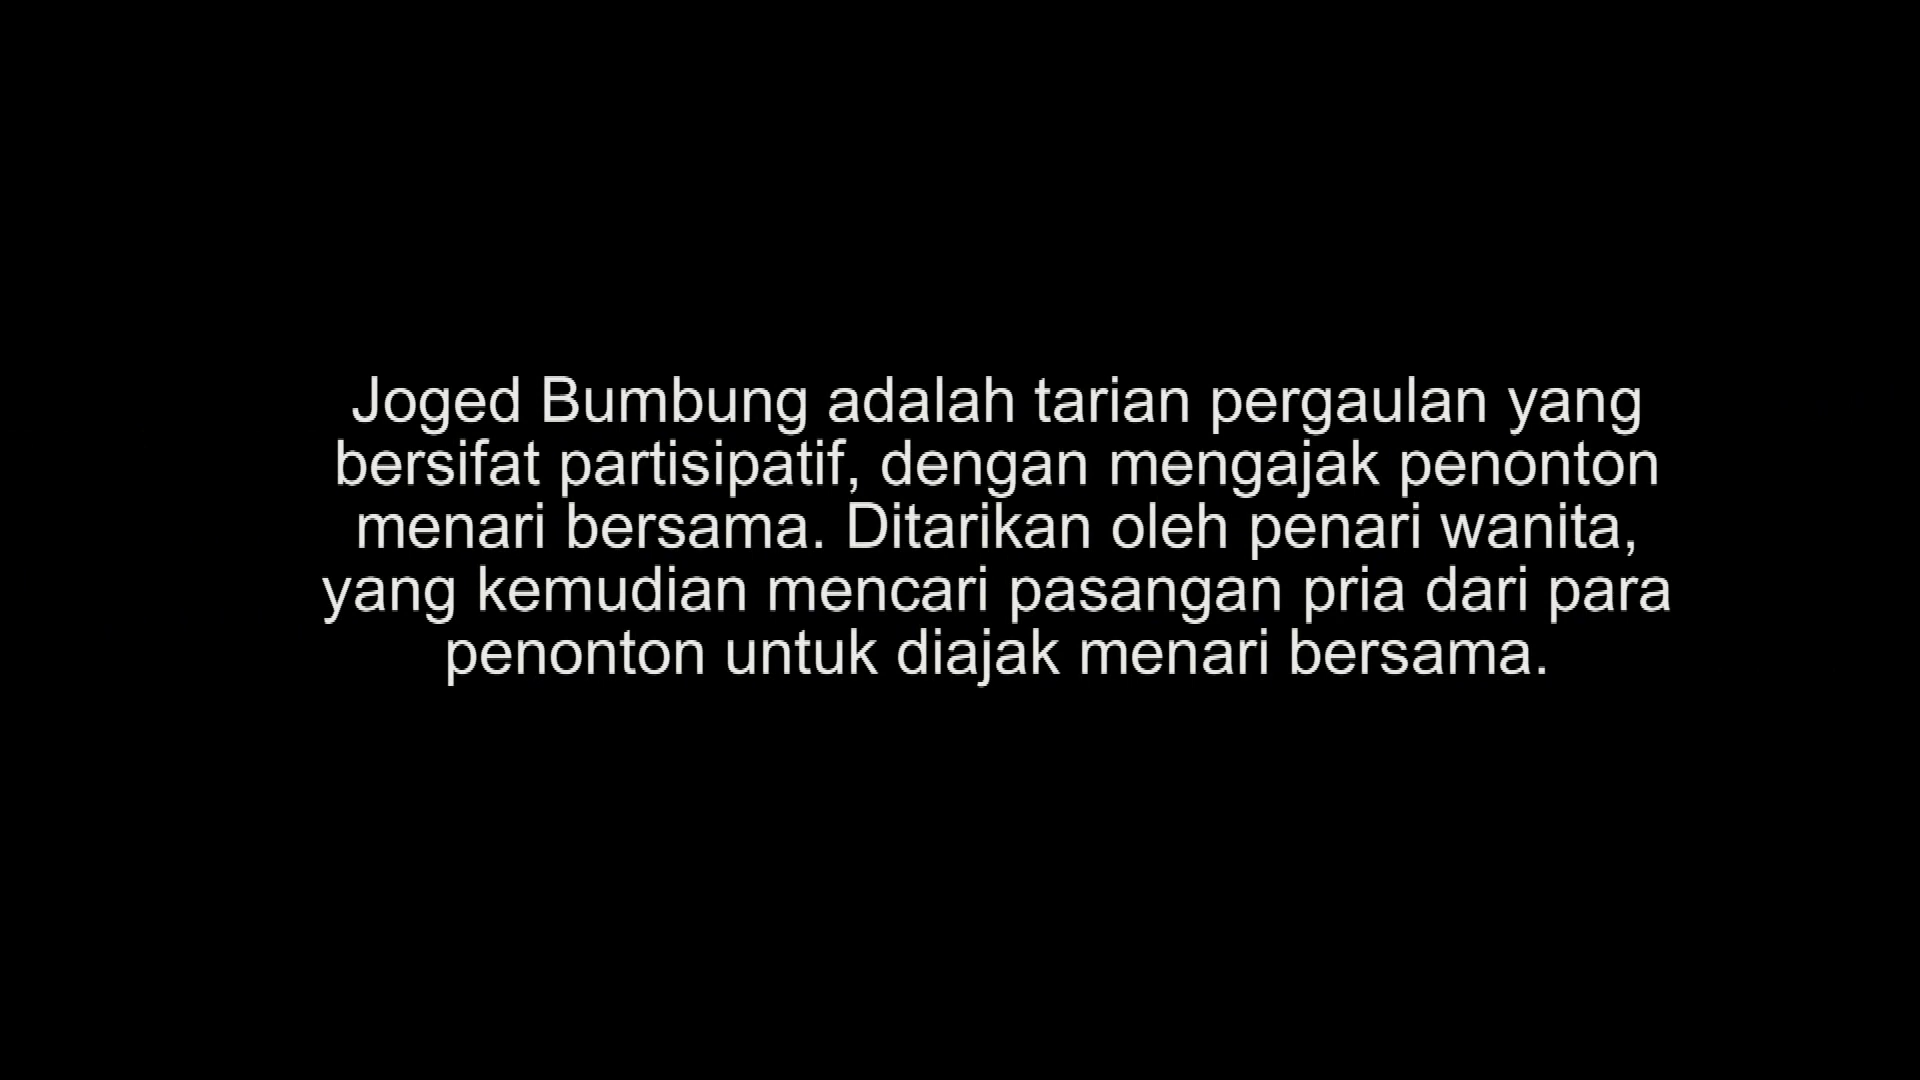 Joged Bumbung adalah tarian pergaulan yang
bersifat partisipatif, dengan mengajak penonton
menari bersama. Ditarikan oleh penari wanita,
yang kemudian mencari pasangan pria dari para
penonton untuk diajak menari bersama.